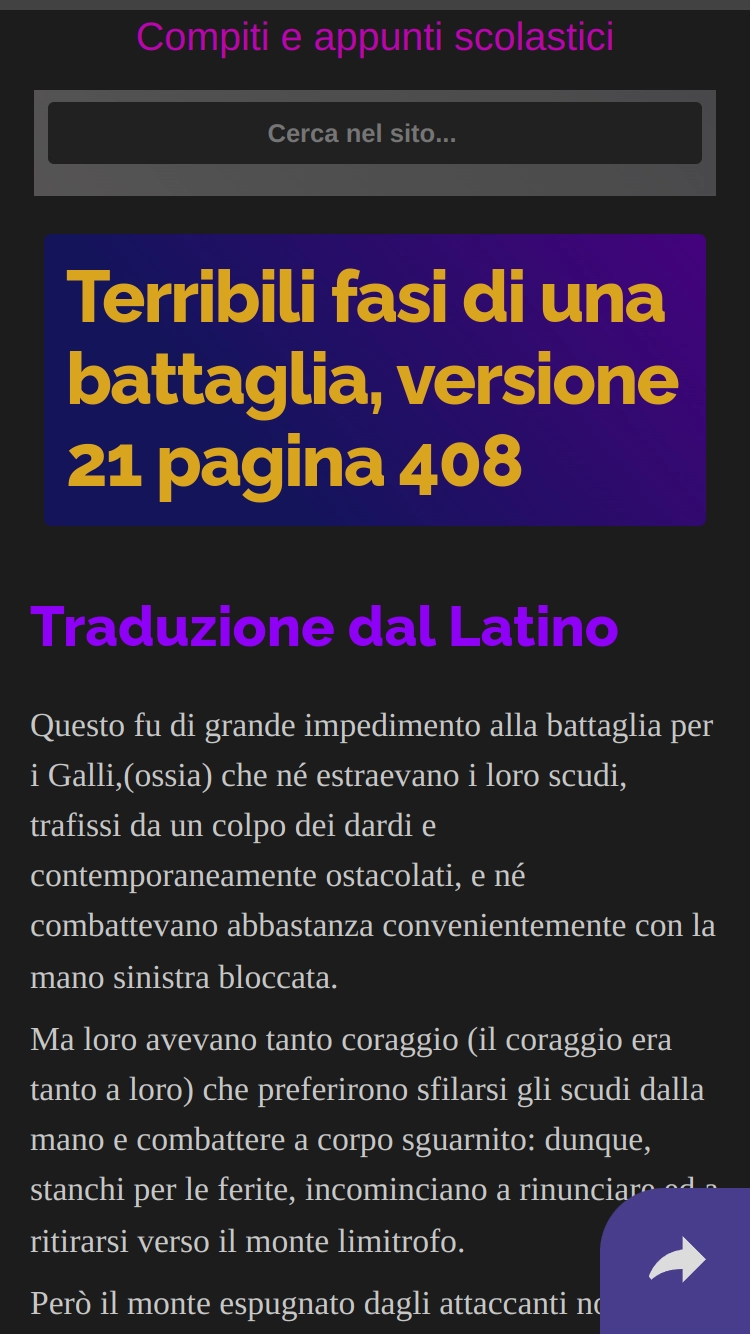 Compiti e appunti scolastici
Cerca nel sito...
Terribili fasi di una
battaglia, versione
21 pagina 408
Traduzione dal Latino
Questo fu di grande impedimento alla battaglia per
i Galli,(ossia) che né estraevano i loro scudi,
trafissi da un colpo dei dardi e
contemporaneamente ostacolati, e né
combattevano abbastanza convenientemente con la
mano sinistra bloccata.
Ma loro avevano tanto coraggio (il coraggio era
tanto a loro) che preferirono sfilarsi gli scudi dalla
mano e combattere a corpo sguarnito: dunque,
stanchi per le ferite, incominciano a rinunciare ed a
ritirarsi verso il monte limitrofo.
Però il monte espugnato dagli attaccanti